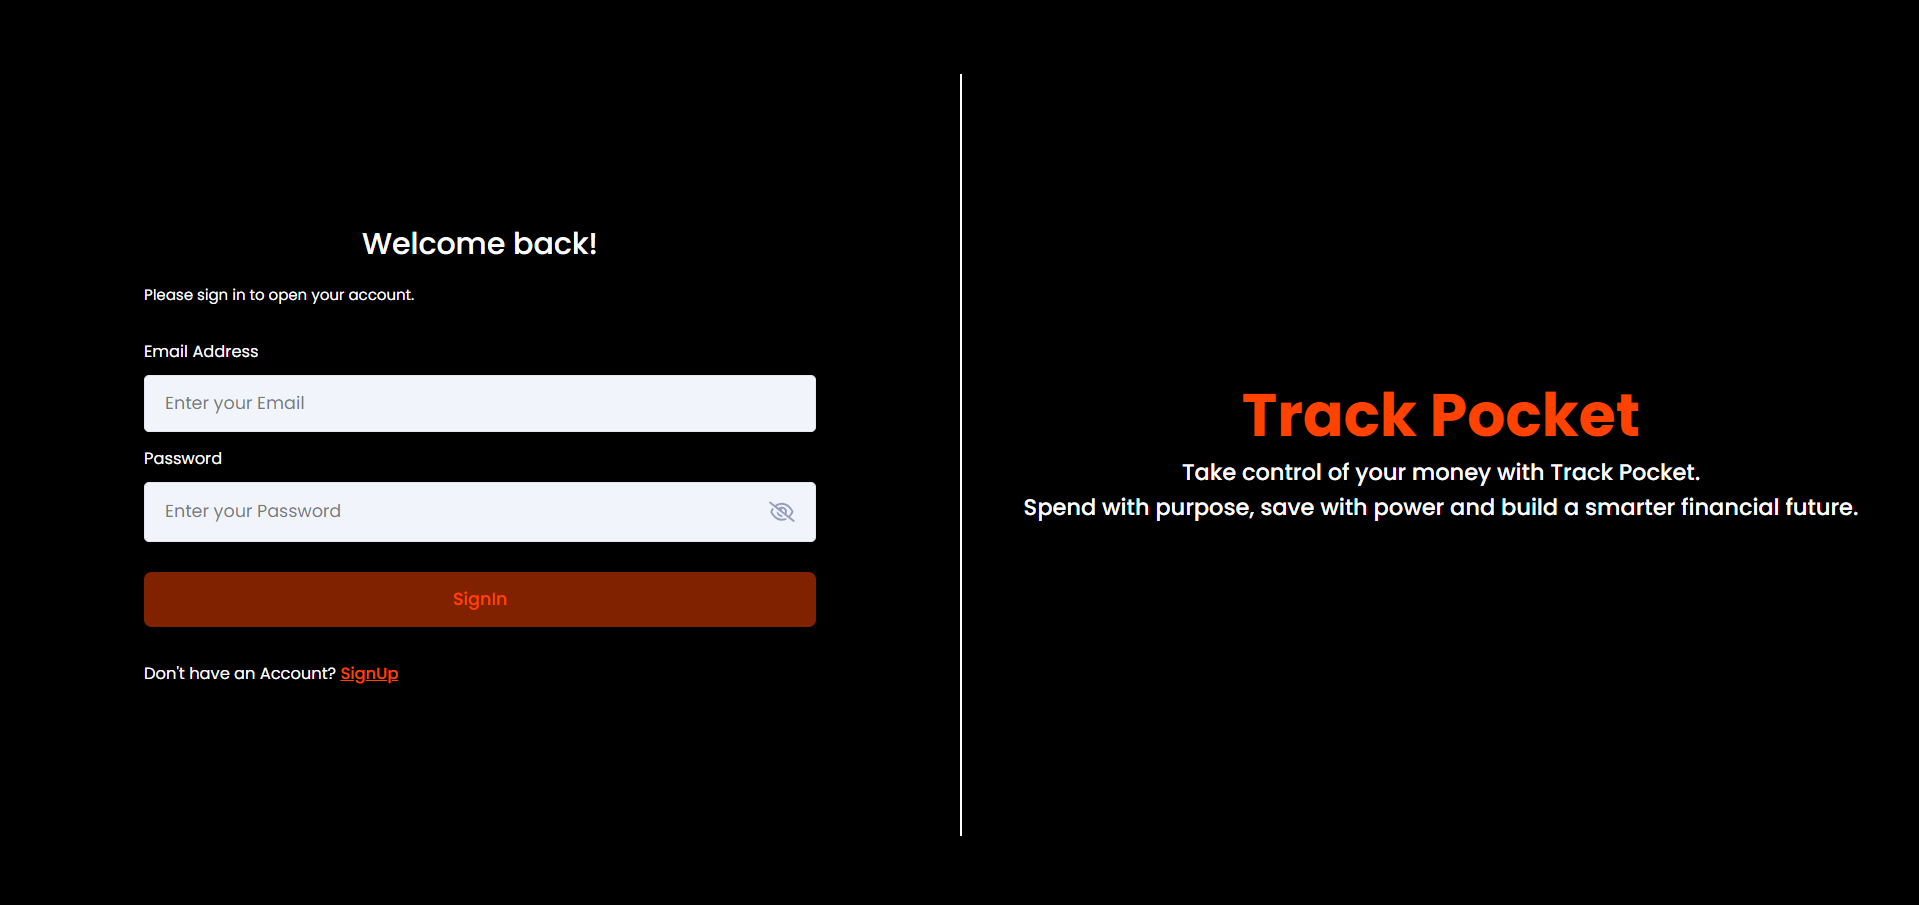 Welcome back!
Please sign in to open your account.
Email Address
Enter your Email
Password
Enter your Password
SignIn
Don't have an Account? SignUp
Track Pocket
Take control of your money with Track Pocket.
Spend with purpose, save with power and build a smarter financial future.